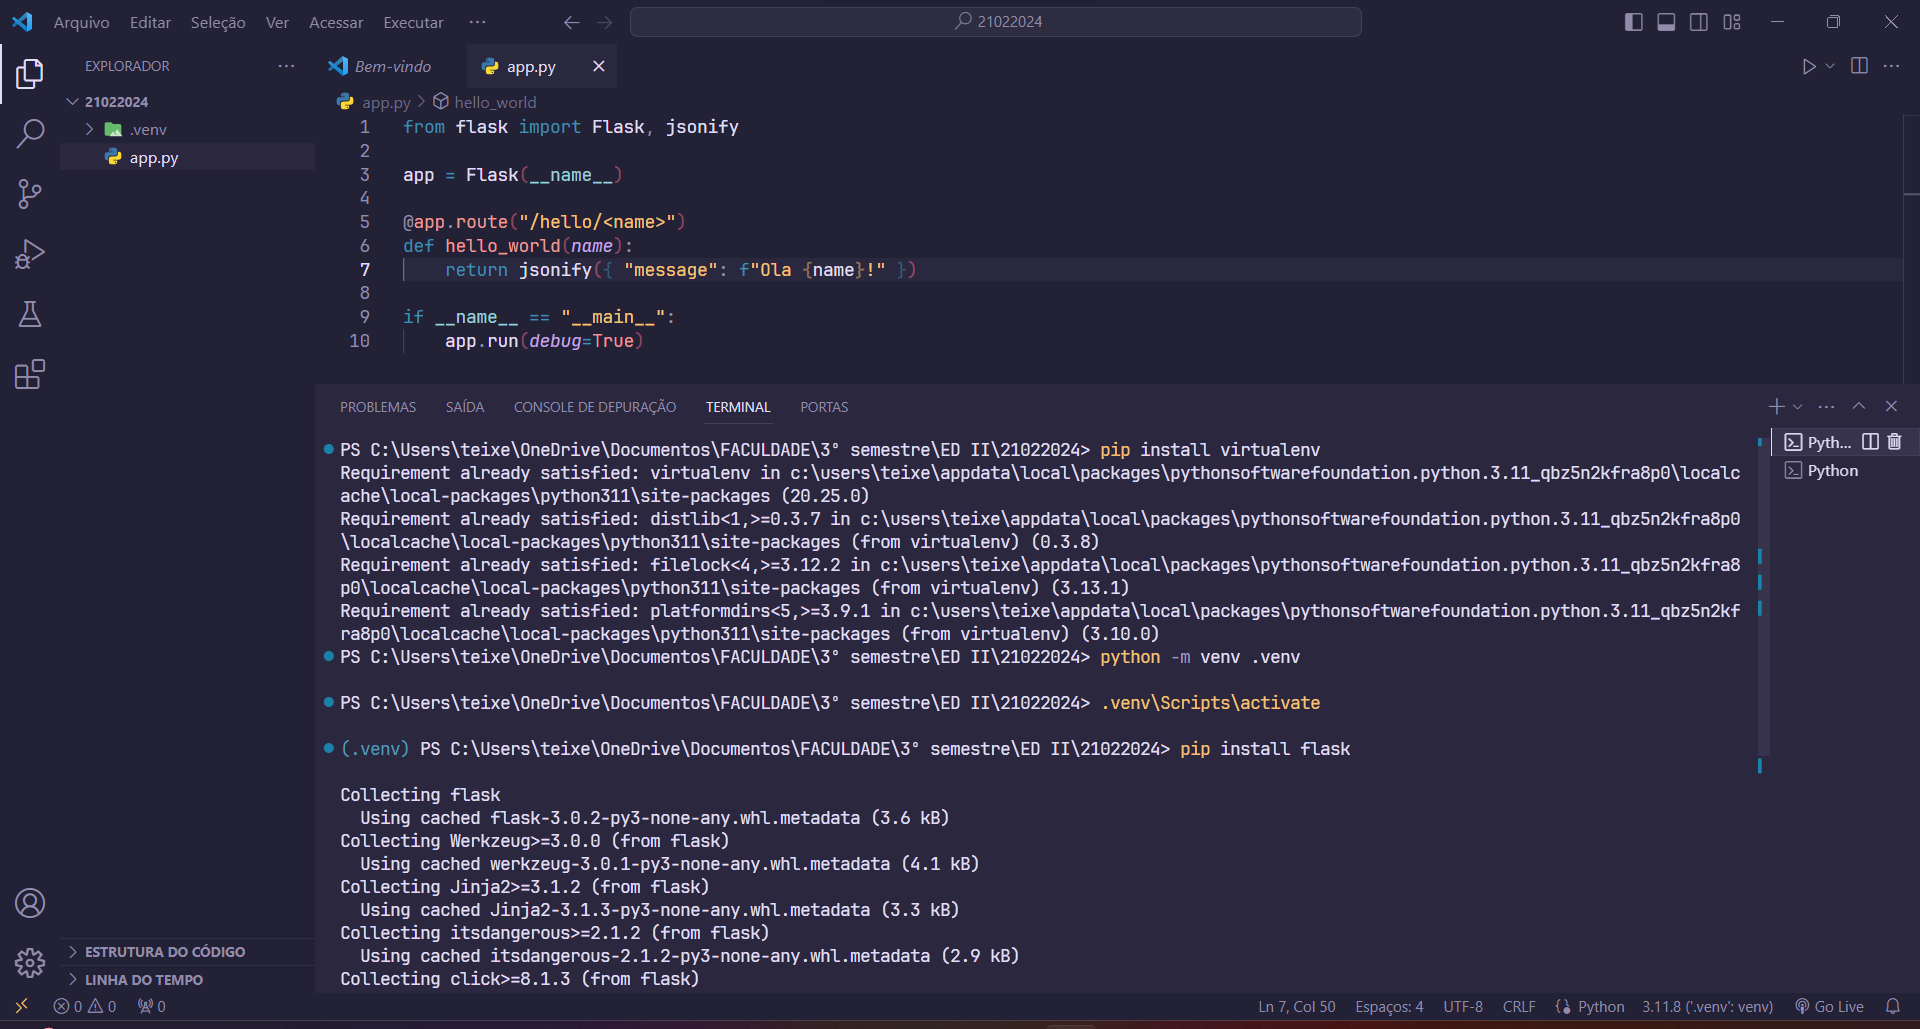 Arquivo Editar Seleção Ver Acessar Executar ···
21022024
EXPLORADOR ···
Bem-vindo
app.py
21022024
.venv
app.py
app.py > hello_world
1 from flask import Flask, jsonify
2
3 app = Flask(__name__)
4
5 @app.route("/hello/<name>")
6 def hello_world(name):
7     return jsonify({ "message": f"Ola {name}!" })
8
9 if __name__ == "__main__":
10     app.run(debug=True)
PROBLEMAS SAÍDA CONSOLE DE DEPURAÇÃO TERMINAL PORTAS
Pyth...
Python
PS C:\Users\teixe\OneDrive\Documentos\FACULDADE\3° semestre\ED II\21022024> pip install virtualenv
Requirement already satisfied: virtualenv in c:\users\teixe\appdata\local\packages\pythonsoftwarefoundation.python.3.11_qbz5n2kfra8p0\localc
ache\local-packages\python311\site-packages (20.25.0)
Requirement already satisfied: distlib<1,>=0.3.7 in c:\users\teixe\appdata\local\packages\pythonsoftwarefoundation.python.3.11_qbz5n2kfra8p0
\localcache\local-packages\python311\site-packages (from virtualenv) (0.3.8)
Requirement already satisfied: filelock<4,>=3.12.2 in c:\users\teixe\appdata\local\packages\pythonsoftwarefoundation.python.3.11_qbz5n2kfra8
p0\localcache\local-packages\python311\site-packages (from virtualenv) (3.13.1)
Requirement already satisfied: platformdirs<5,>=3.9.1 in c:\users\teixe\appdata\local\packages\pythonsoftwarefoundation.python.3.11_qbz5n2kf
ra8p0\localcache\local-packages\python311\site-packages (from virtualenv) (3.10.0)
PS C:\Users\teixe\OneDrive\Documentos\FACULDADE\3° semestre\ED II\21022024> python -m venv .venv
PS C:\Users\teixe\OneDrive\Documentos\FACULDADE\3° semestre\ED II\21022024> .venv\Scripts\activate
(.venv) PS C:\Users\teixe\OneDrive\Documentos\FACULDADE\3° semestre\ED II\21022024> pip install flask
Collecting flask
  Using cached flask-3.0.2-py3-none-any.whl.metadata (3.6 kB)
Collecting Werkzeug>=3.0.0 (from flask)
  Using cached werkzeug-3.0.1-py3-none-any.whl.metadata (4.1 kB)
Collecting Jinja2>=3.1.2 (from flask)
  Using cached Jinja2-3.1.3-py3-none-any.whl.metadata (3.3 kB)
Collecting itsdangerous>=2.1.2 (from flask)
  Using cached itsdangerous-2.1.2-py3-none-any.whl.metadata (2.9 kB)
Collecting click>=8.1.3 (from flask)
ESTRUTURA DO CÓDIGO
LINHA DO TEMPO
0 0 0 Ln 7, Col 50 Espaços: 4 UTF-8 CRLF Python 3.11.8 ('.venv': venv) Go Live